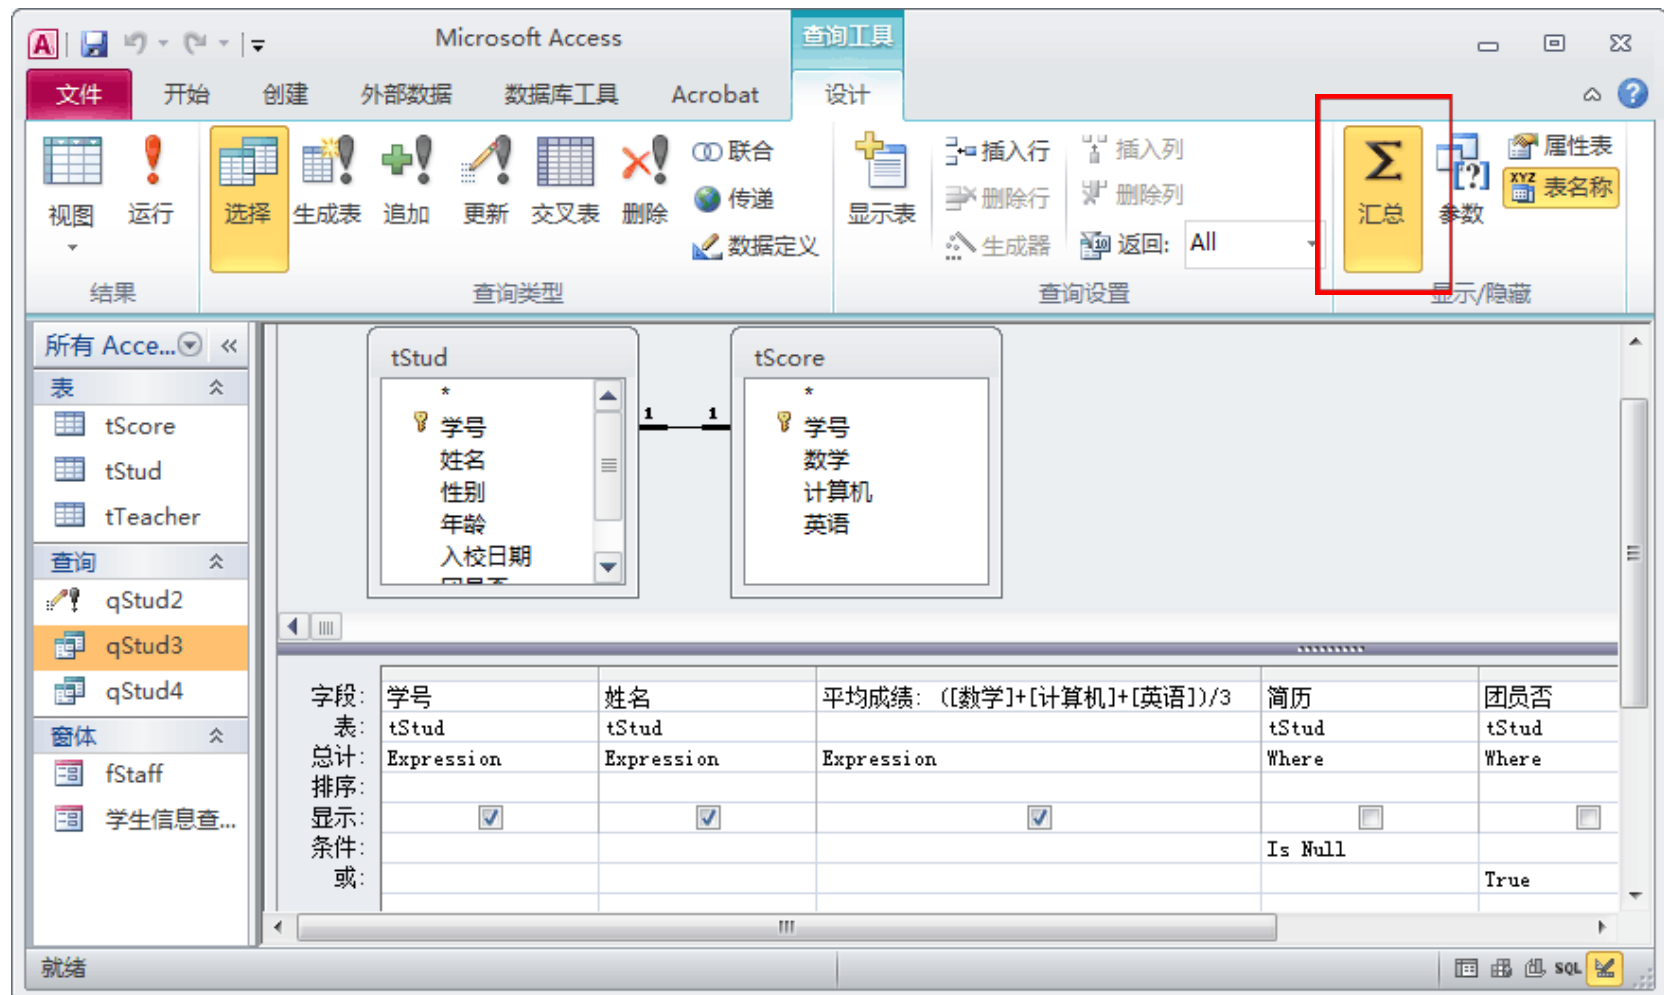 Microsoft Access
查询工具
文件 开始 创建 外部数据 数据库工具 Acrobat 设计
视图 运行 选择 生成表 追加 更新 交叉表 删除 联合 传递 数据定义 显示表 插入行 删除行 生成器 插入列 删除列 返回: All 汇总 参数 属性表 表名称
结果 查询类型 查询设置 显示/隐藏
所有 Acce... «
表
tScore
tStud
tTeacher
查询
qStud2
qStud3
qStud4
窗体
fStaff
学生信息查...
tStud
*
学号
姓名
性别
年龄
入校日期
团员否
1 1
tScore
*
学号
数学
计算机
英语
字段: 学号 姓名 平均成绩: ([数学]+[计算机]+[英语])/3 简历 团员否
表: tStud tStud tStud tStud
总计: Expression Expression Expression Where Where
排序:
显示:
条件: Is Null
或: True
就绪 SQL